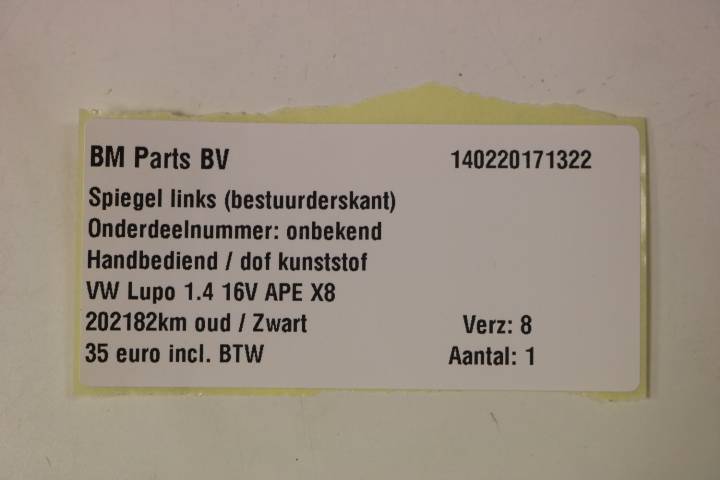 BM Parts BV 140220171322
Spiegel links (bestuurderskant)
Onderdeelnummer: onbekend
Handbediend / dof kunststof
VW Lupo 1.4 16V APE X8
202182km oud / Zwart Verz: 8
35 euro incl. BTW Aantal: 1